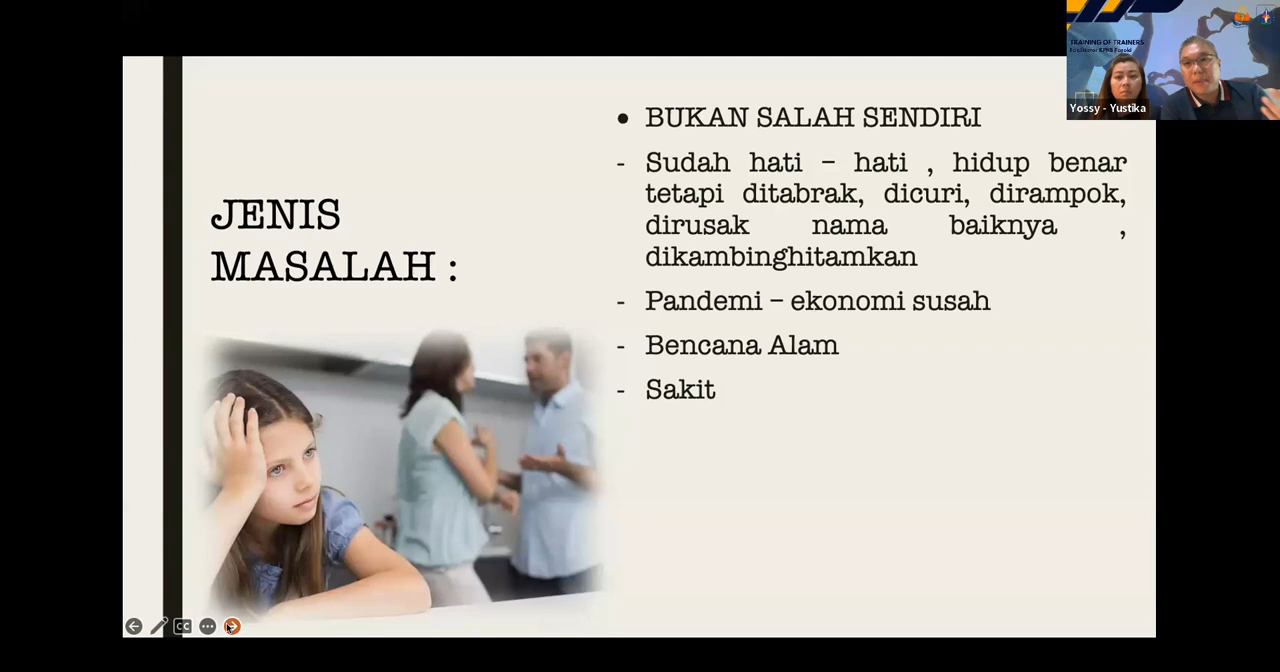 JENIS
MASALAH :
• BUKAN SALAH SENDIRI
- Sudah hati – hati , hidup benar
tetapi ditabrak, dicuri, dirampok,
dirusak nama baiknya ,
dikambinghitamkan
- Pandemi – ekonomi susah
- Bencana Alam
- Sakit
TRAINING OF TRAINERS
Yossy - Yustika
CC